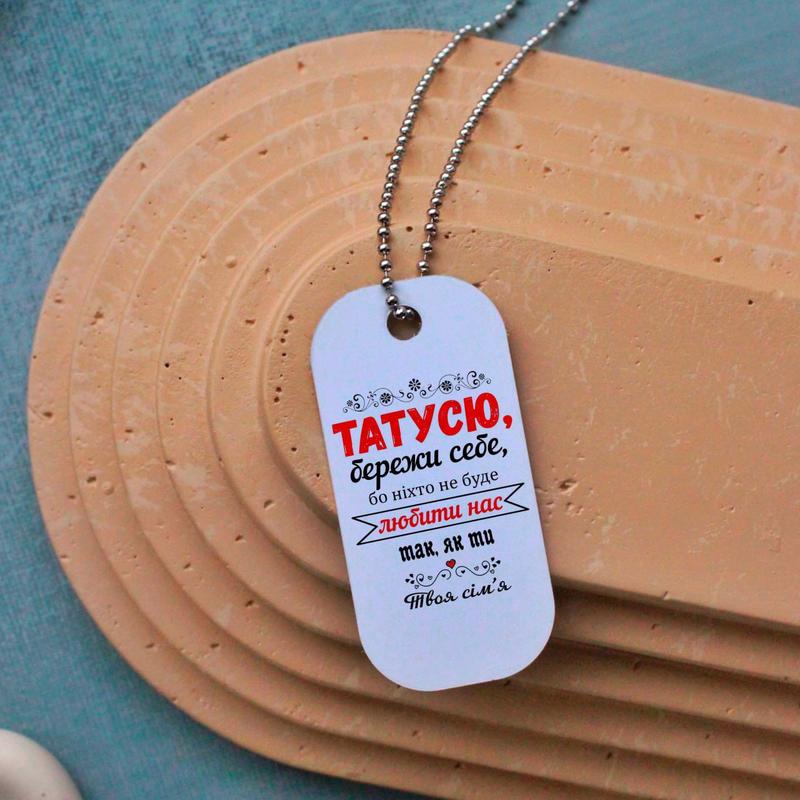 ТАТУСЮ,
бережи себе,
бо ніхто не буде
любити нас
так, як ти
Твоя сім'я